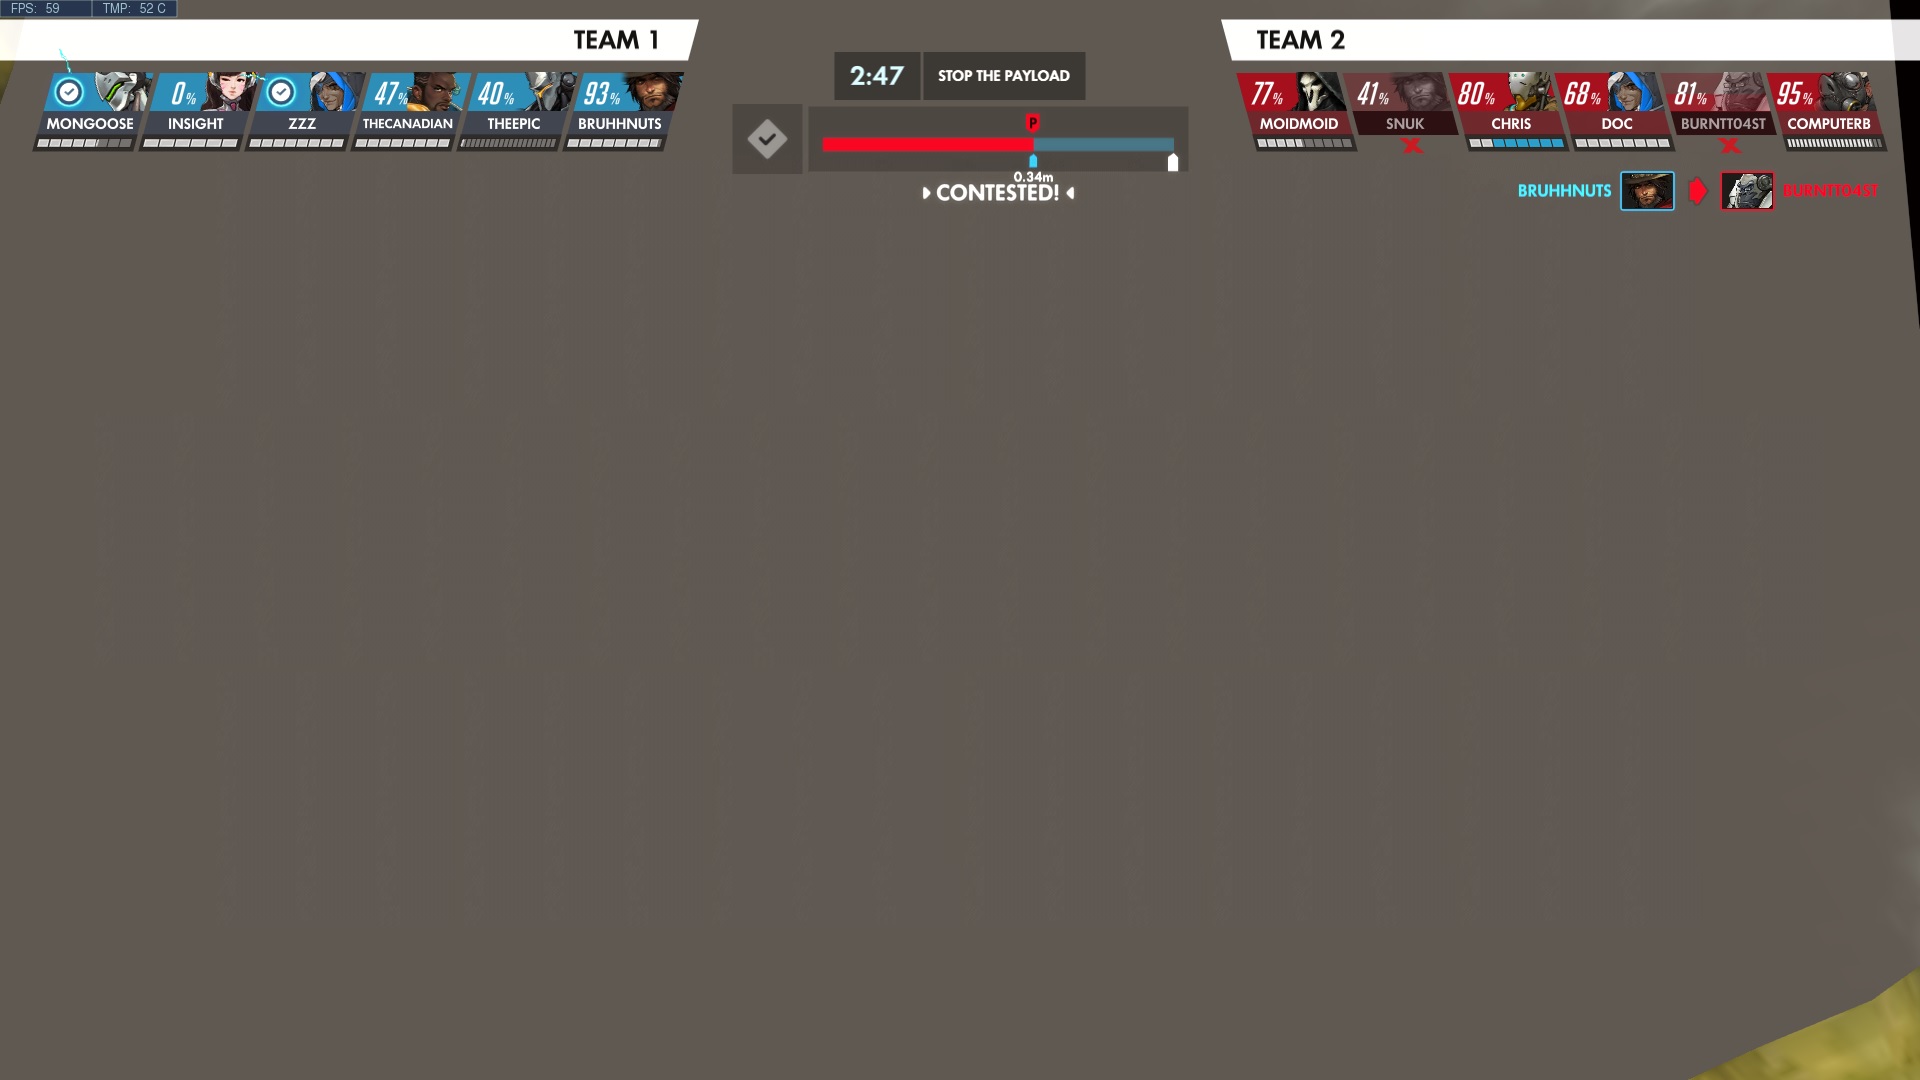 FPS: 59 TMP: 52 C
TEAM 1
TEAM 2
2:47 STOP THE PAYLOAD
0% 47% 40% 93%
77% 41% 80% 68% 81% 95%
MONGOOSE INSIGHT ZZZ THECANADIAN THEEPIC BRUHHNUTS
MOIDMOID SNUK CHRIS DOC BURNTT04ST COMPUTERB
P
0.34m
CONTESTED!
BRUHHNUTS BURNTT04ST